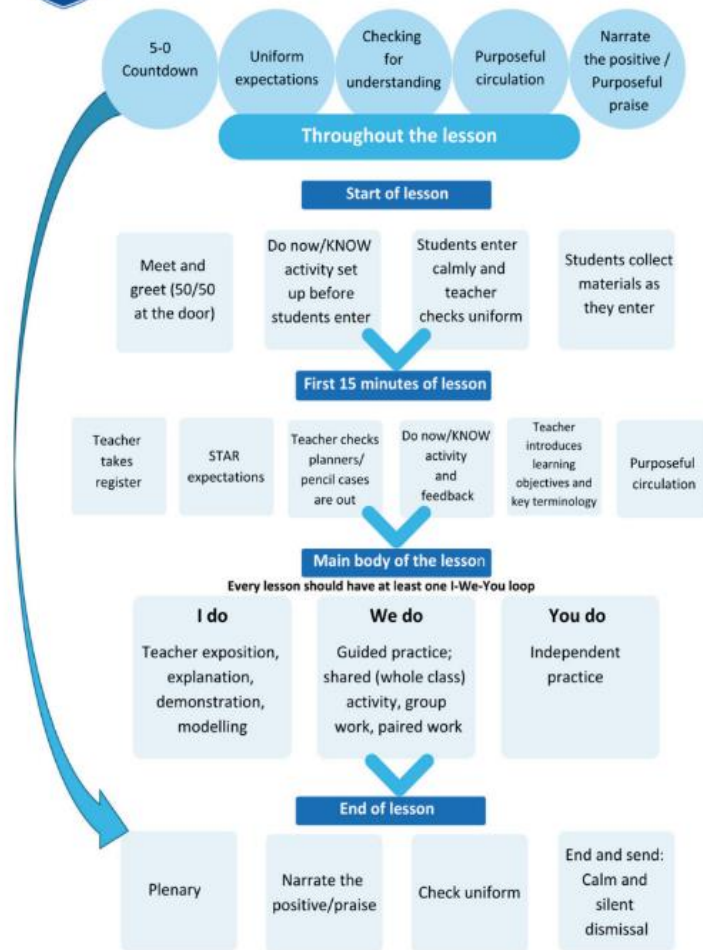 5-0
Countdown
Uniform
expectations
Checking
for
understanding
Purposeful
circulation
Narrate
the positive /
Purposeful
praise
Throughout the lesson
Start of lesson
Meet and
greet (50/50
at the door)
Do now/KNOW
activity set
up before
students enter
Students enter
calmly and
teacher
checks uniform
Students collect
materials as
they enter
First 15 minutes of lesson
Teacher
takes
register
STAR
expectations
Teacher checks
planners/
pencil cases
are out
Do now/KNOW
activity
and
feedback
Teacher
introduces
learning
objectives and
key terminology
Purposeful
circulation
Main body of the lesson
Every lesson should have at least one I-We-You loop
I do
Teacher exposition,
explanation,
demonstration,
modelling
We do
Guided practice;
shared (whole class)
activity, group
work, paired work
You do
Independent
practice
End of lesson
Plenary
Narrate the
positive/praise
Check uniform
End and send:
Calm and
silent
dismissal